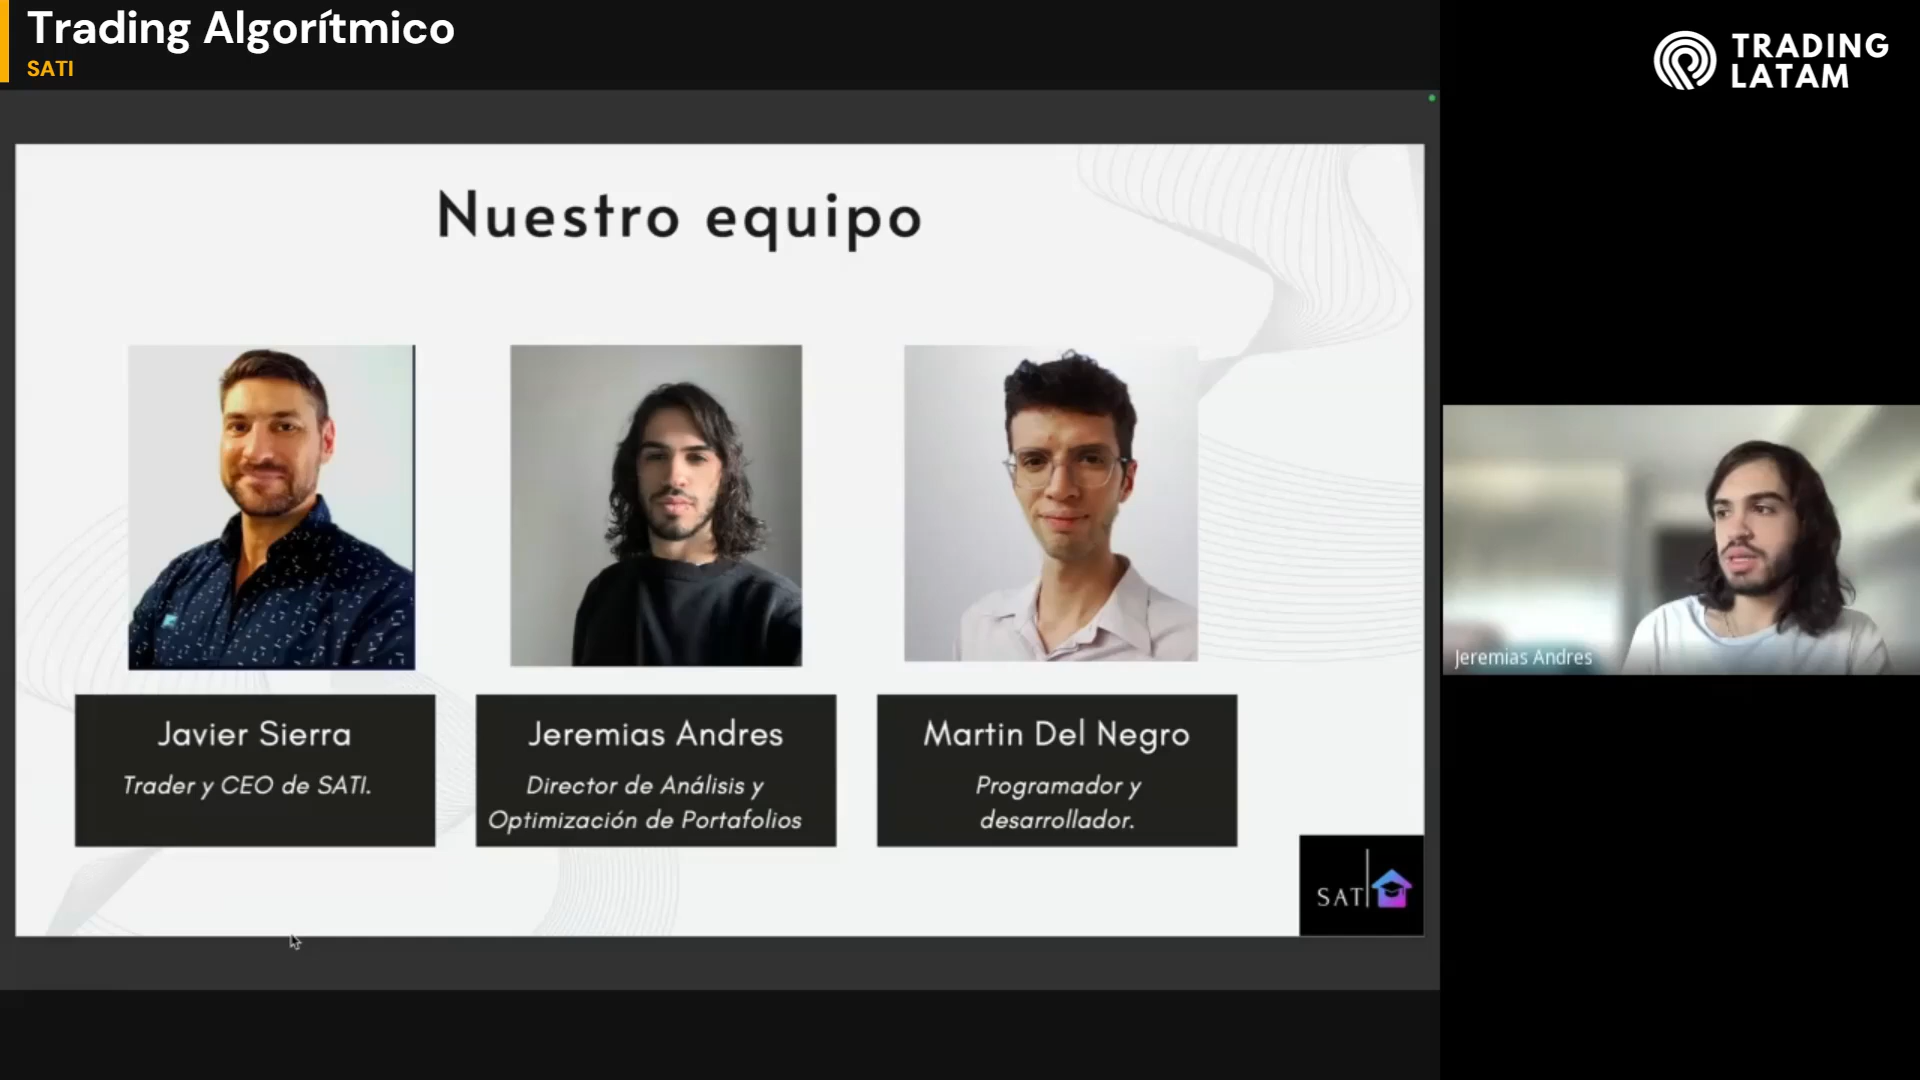 Trading Algorítmico
SATI
TRADING
LATAM
Nuestro equipo
Javier Sierra
Trader y CEO de SATI.
Jeremias Andres
Director de Análisis y
Optimización de Portafolios
Martin Del Negro
Programador y
desarrollador.
SATI
Jeremias Andres